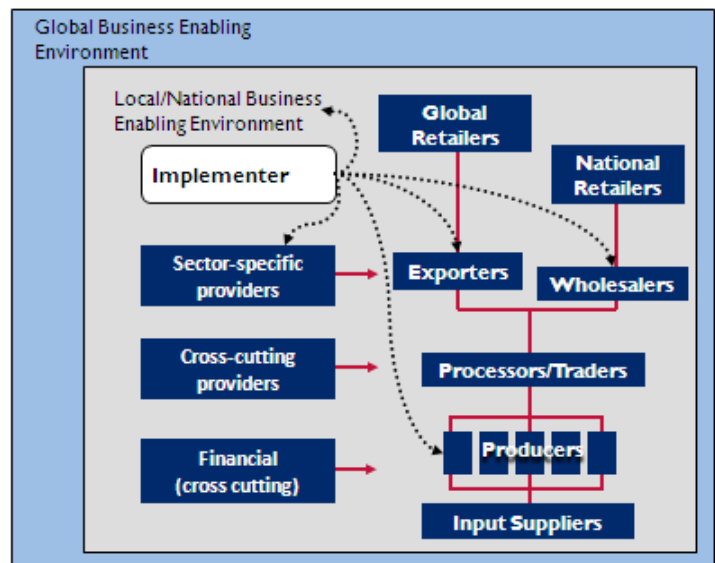 Global Business Enabling
Environment
Local/National Business
Enabling Environment
Global
Retailers
Implementer
National
Retailers
Sector-specific
providers
Exporters
Wholesalers
Cross-cutting
providers
Processors/Traders
Financial
(cross cutting)
Producers
Input Suppliers